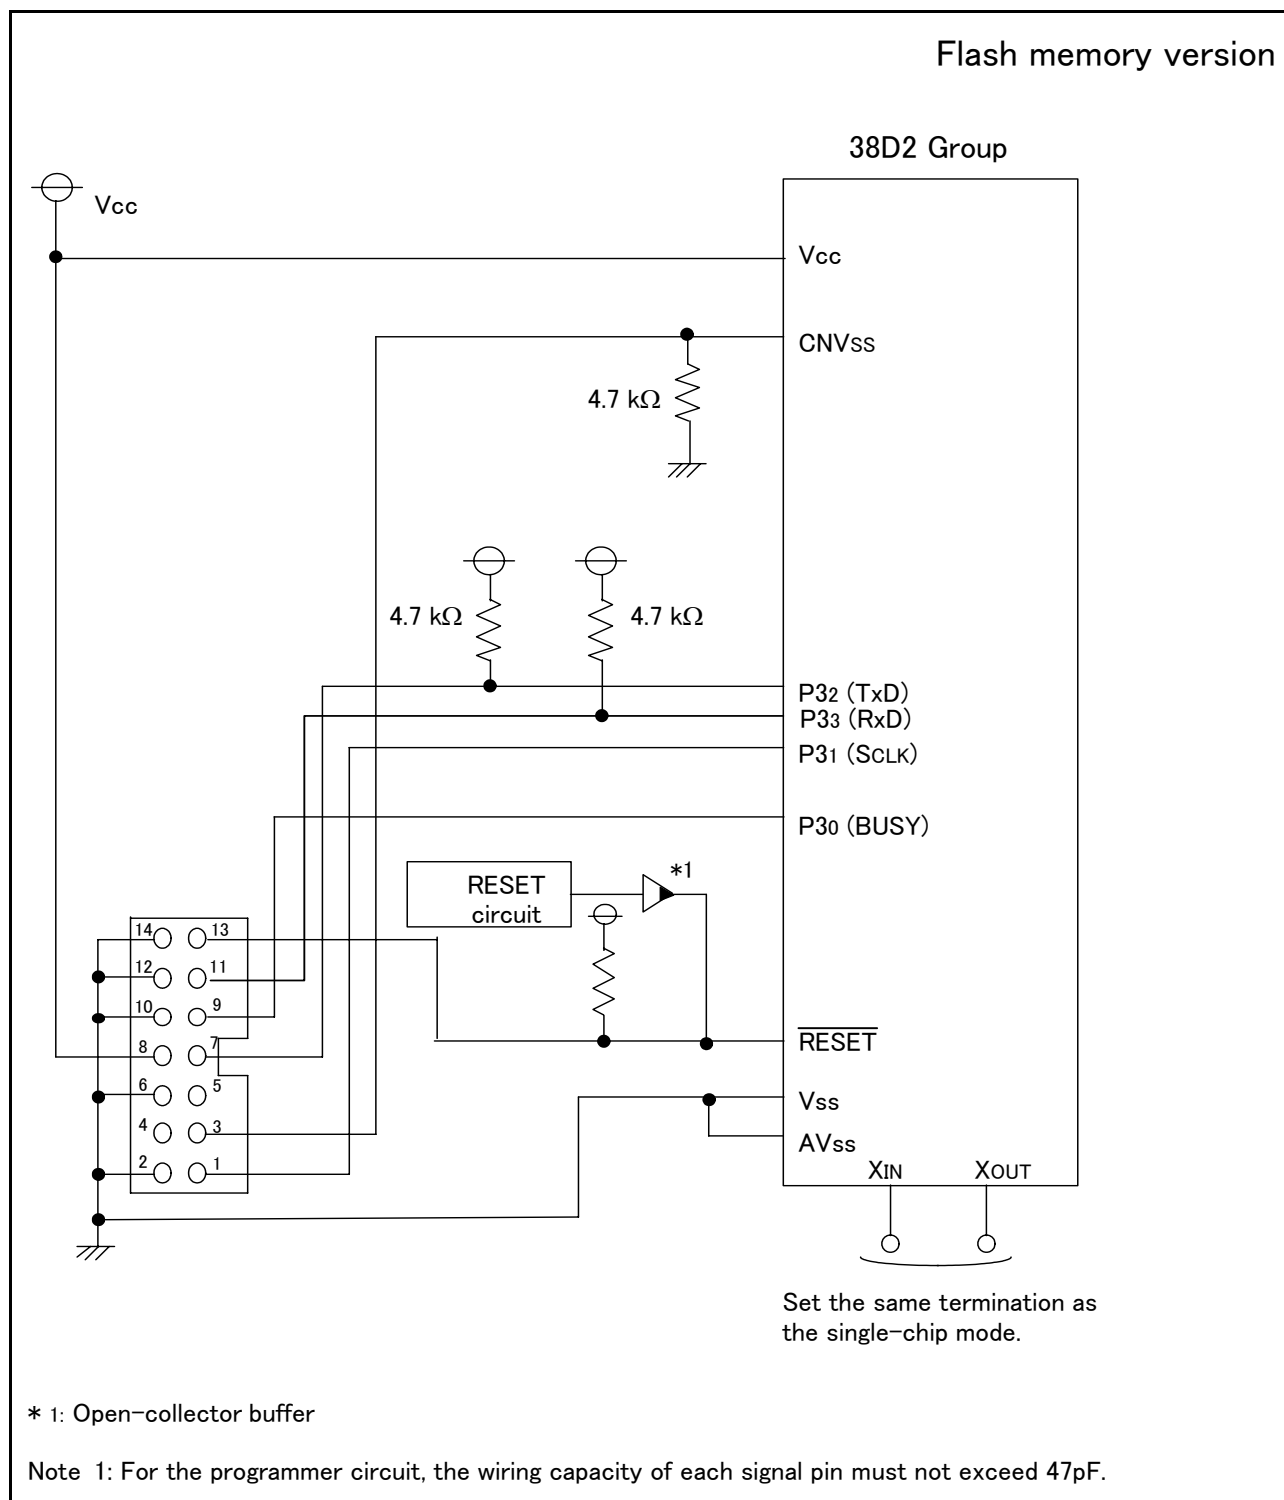 Flash memory version
38D2 Group
Vcc
Vcc
CNVss
4.7 kΩ
4.7 kΩ
4.7 kΩ
P32 (TxD)
P33 (RxD)
P31 (SCLK)
P30 (BUSY)
*1
RESET
circuit
14
13
12
11
10
9
8
7
6
5
4
3
2
1
RESET
Vss
AVss
XIN
XOUT
Set the same termination as
the single-chip mode.
* 1: Open-collector buffer
Note 1: For the programmer circuit, the wiring capacity of each signal pin must not exceed 47pF.